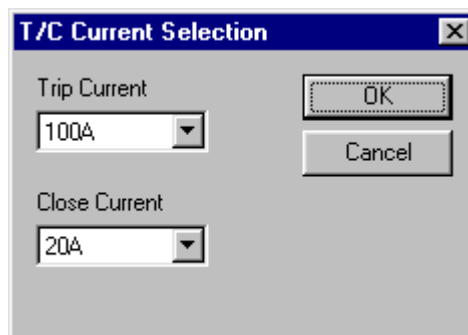 T/C Current Selection
Trip Current
100A
OK
Cancel
Close Current
20A